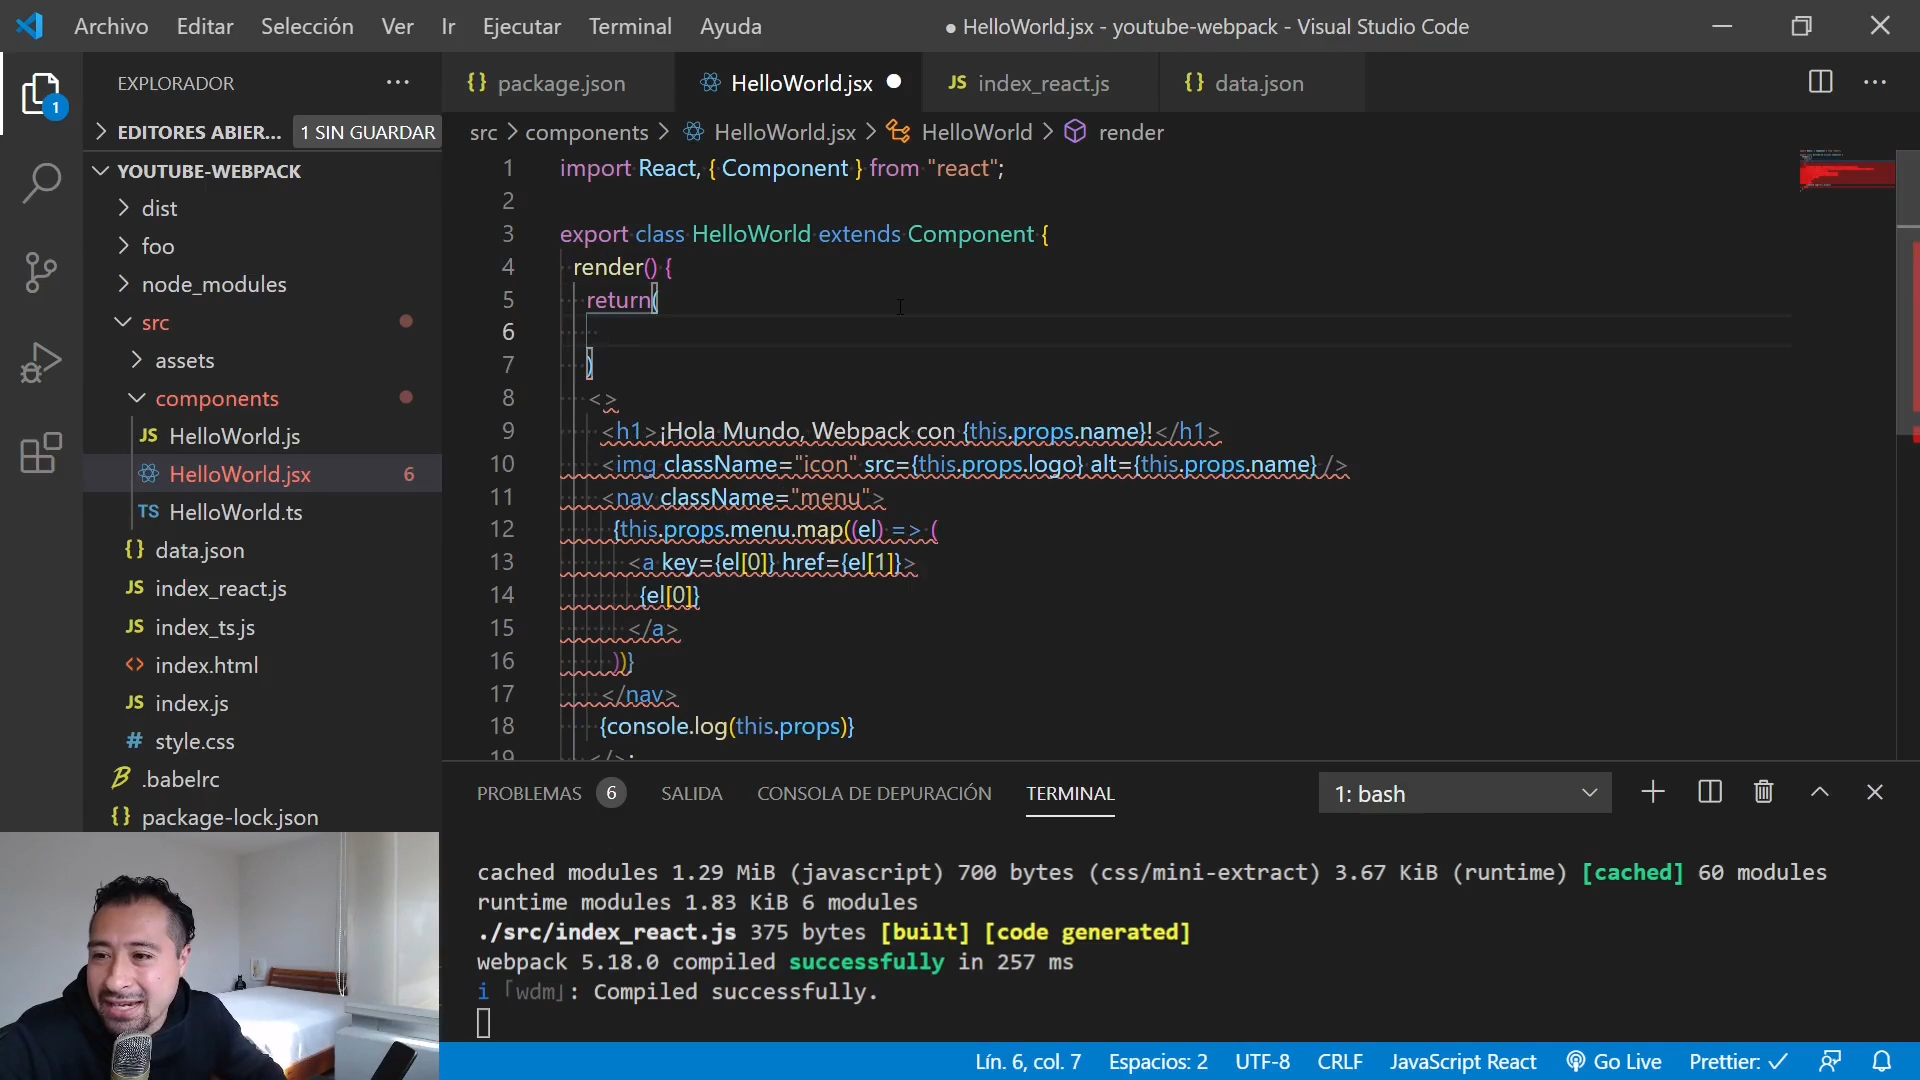 Archivo Editar Selección Ver Ir Ejecutar Terminal Ayuda ● HelloWorld.jsx - youtube-webpack - Visual Studio Code
EXPLORADOR ···
EDITORES ABIER... 1 SIN GUARDAR
YOUTUBE-WEBPACK
dist
foo
node_modules
src
assets
components
JS HelloWorld.js
HelloWorld.jsx 6
TS HelloWorld.ts
{} data.json
JS index_react.js
JS index_ts.js
<> index.html
JS index.js
# style.css
.babelrc
{} package-lock.json
1
{} package.json HelloWorld.jsx ● JS index_react.js {} data.json
src > components > HelloWorld.jsx > HelloWorld > render
1 import React, { Component } from "react";
2
3 export class HelloWorld extends Component {
4 render() {
5 return(
6
7 )
8 <>
9 <h1>¡Hola Mundo, Webpack con {this.props.name}!</h1>
10 <img className="icon" src={this.props.logo} alt={this.props.name} />
11 <nav className="menu">
12 {this.props.menu.map((el) => (
13 <a key={el[0]} href={el[1]}>
14 {el[0]}
15 </a>
16 ))}
17 </nav>
18 {console.log(this.props)}
19 </>;
PROBLEMAS 6 SALIDA CONSOLA DE DEPURACIÓN TERMINAL 1: bash
cached modules 1.29 MiB (javascript) 700 bytes (css/mini-extract) 3.67 KiB (runtime) [cached] 60 modules
runtime modules 1.83 KiB 6 modules
./src/index_react.js 375 bytes [built] [code generated]
webpack 5.18.0 compiled successfully in 257 ms
i ｢wdm｣: Compiled successfully.
Lín. 6, col. 7 Espacios: 2 UTF-8 CRLF JavaScript React Go Live Prettier: ✓